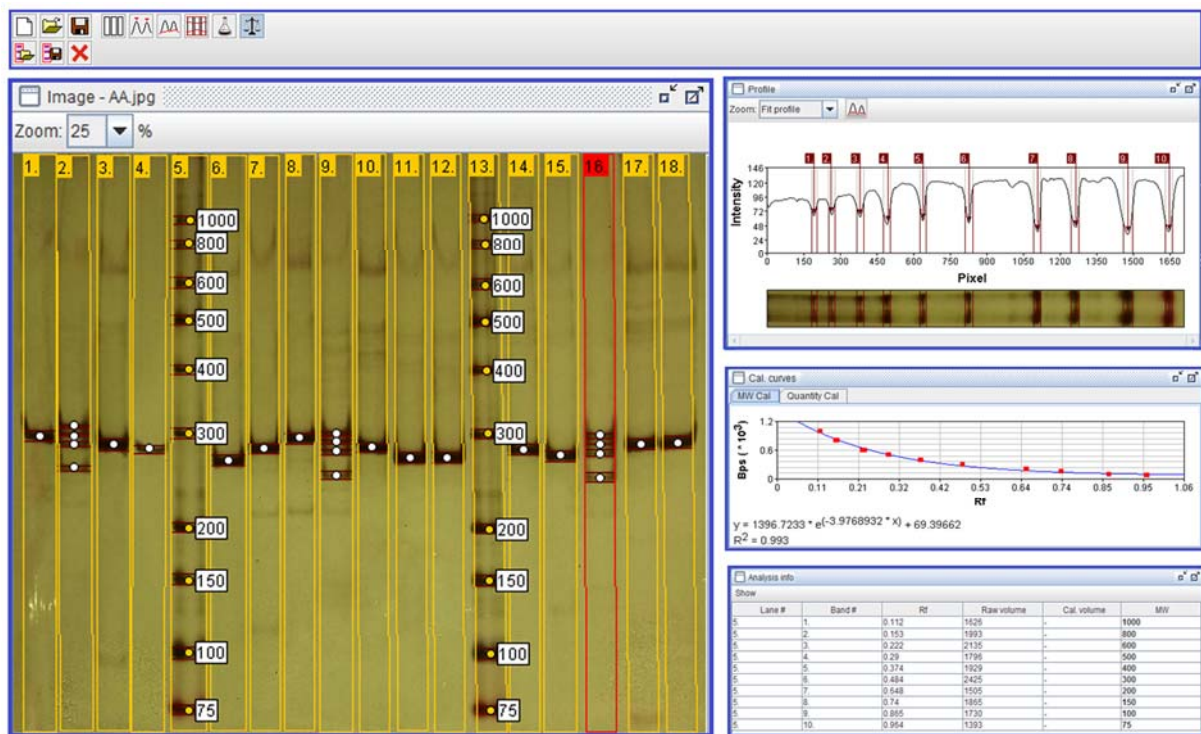 Image - AA.jpg
Zoom: 25 %
1. 2. 3. 4. 5. 6. 7. 8. 9. 10. 11. 12. 13. 14. 15. 16. 17. 18.
1000 1000
800 800
600 600
500 500
400 400
300 300
200 200
150 150
100 100
75 75
Profile
Zoom: Fit profile
1 2 3 4 5 6 7 8 9 10
146
120
96
72
48
24
0
Intensity
0 150 300 450 600 750 900 1050 1200 1350 1500 1650
Pixel
Cal. curves
MW Cal Quantity Cal
1.2
0.6
0
Bps ( * 10³)
0 0.11 0.21 0.32 0.42 0.53 0.64 0.74 0.85 0.95 1.06
Rf
y = 1396.7233 * e(-3.9768932 * x) + 69.39662
R² = 0.993
Analysis info
Show
Lane # Band # Rf Raw volume Cal. volume MW
5. 1. 0.112 1626 - 1000
5. 2. 0.153 1993 - 800
5. 3. 0.222 2135 - 600
5. 4. 0.29 1796 - 500
5. 5. 0.374 1929 - 400
5. 6. 0.484 2425 - 300
5. 7. 0.648 1505 - 200
5. 8. 0.74 1865 - 150
5. 9. 0.865 1730 - 100
5. 10. 0.964 1393 - 75